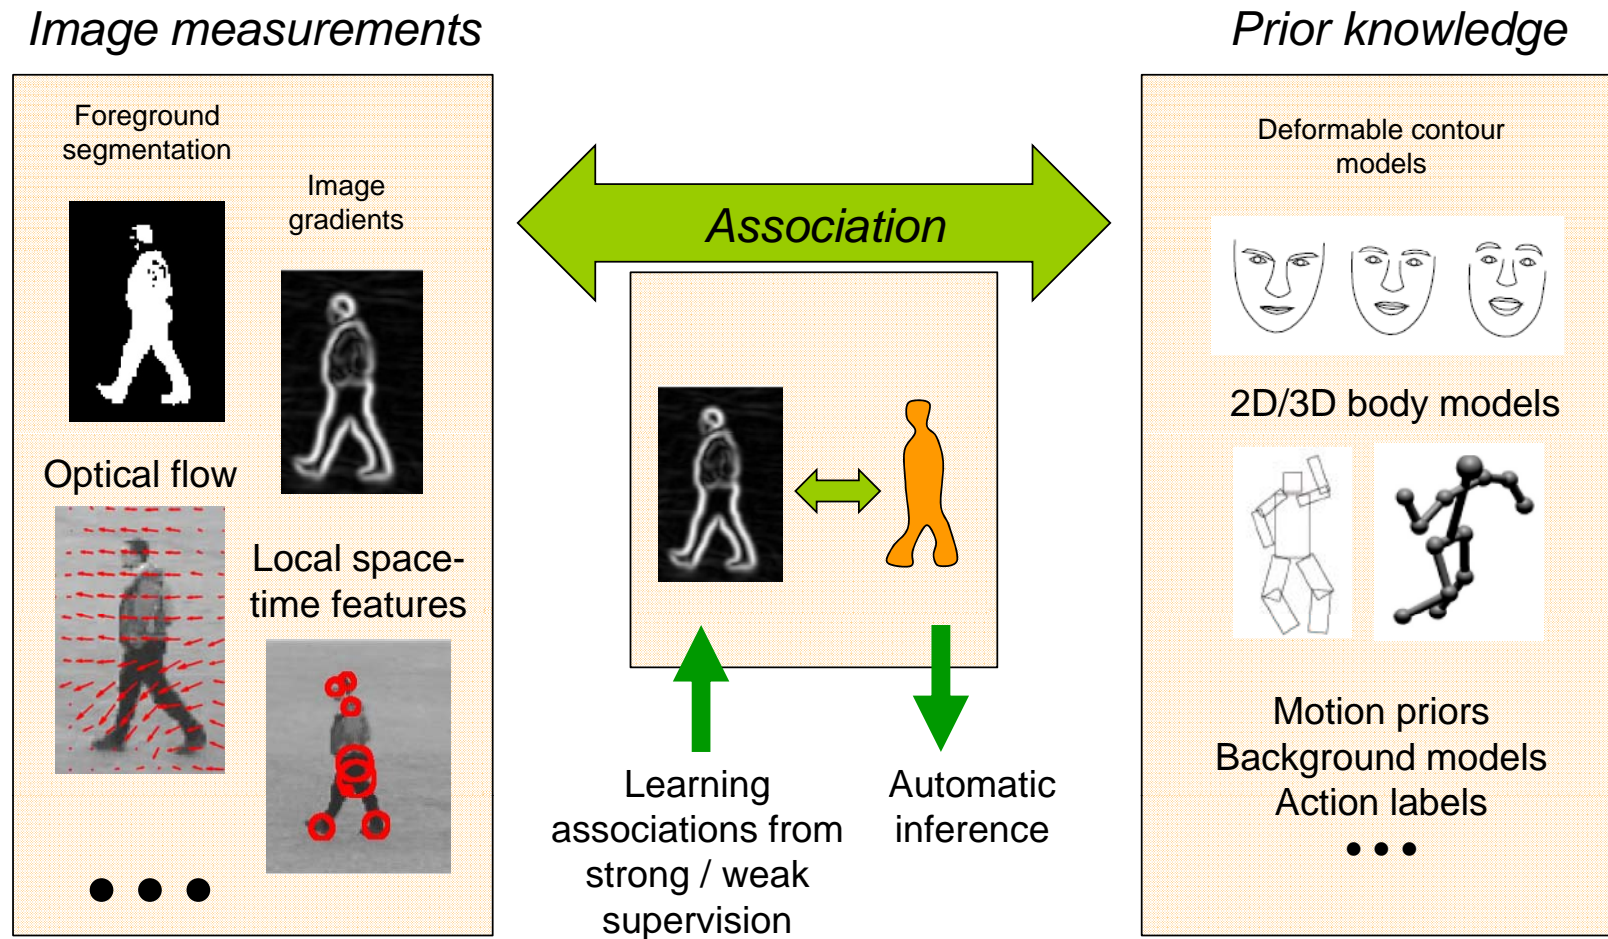 Image measurements
Prior knowledge
Foreground
segmentation
Image
gradients
Optical flow
Local space-
time features
• • •
Association
Learning
associations from
strong / weak
supervision
Automatic
inference
Deformable contour
models
2D/3D body models
Motion priors
Background models
Action labels
• • •